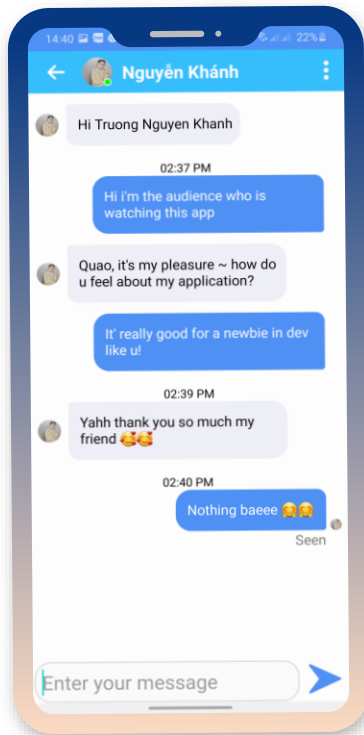 14:40
22%
Nguyễn Khánh
Hi Truong Nguyen Khanh
02:37 PM
Hi i'm the audience who is
watching this app
Quao, it's my pleasure ~ how do
u feel about my application?
It' really good for a newbie in dev
like u!
02:39 PM
Yahh thank you so much my
friend 🥰🥰
02:40 PM
Nothing baeee 🤗🤗
Seen
Enter your message